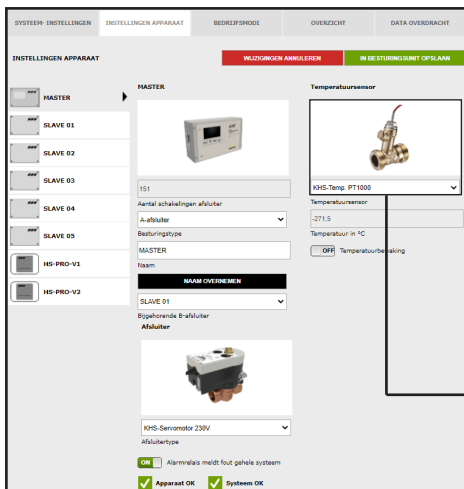 SYSTEEM- INSTELLINGEN
INSTELLINGEN APPARAAT
BEDRIJFSMODI
OVERZICHT
DATA OVERDRACHT
INSTELLINGEN APPARAAT
WIJZIGINGEN ANNULEREN
IN BESTURINGSUNIT OPSLAAN
MASTER
SLAVE 01
SLAVE 02
SLAVE 03
SLAVE 04
SLAVE 05
HS-PRO-V1
HS-PRO-V2
MASTER
151
Aantal schakelingen afsluiter
A-afsluiter
Besturingstype
MASTER
Naam
NAAM OVERNEMEN
SLAVE 01
Bijgehorende B-afsluiter
Afsluiter
KHS-Servomotor 230V
Afsluitertype
ON Alarmrelais meldt fout gehele systeem
Apparaat OK Systeem OK
Temperatuursensor
KHS-Temp. PT1000
Temperatuursensor
-271,5
Temperatuur in °C
OFF Temperatuurbewaking